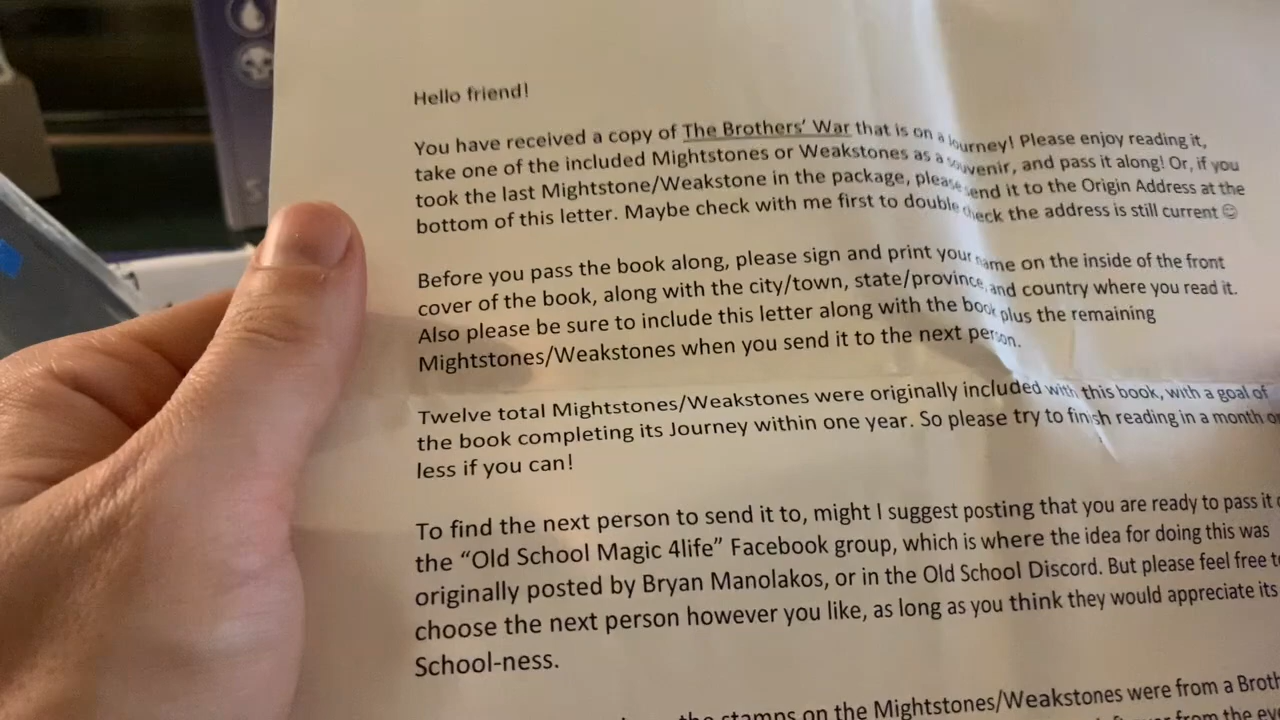 Hello friend!
You have received a copy of The Brothers' War that is on a journey! Please enjoy reading it,
take one of the included Mightstones or Weakstones as a souvenir, and pass it along! Or, if you
took the last Mightstone/Weakstone in the package, please send it to the Origin Address at the
bottom of this letter. Maybe check with me first to double check the address is still current ☺
Before you pass the book along, please sign and print your name on the inside of the front
cover of the book, along with the city/town, state/province, and country where you read it.
Also please be sure to include this letter along with the book plus the remaining
Mightstones/Weakstones when you send it to the next person.
Twelve total Mightstones/Weakstones were originally included with this book, with a goal of
the book completing its Journey within one year. So please try to finish reading in a month or
less if you can!
To find the next person to send it to, might I suggest posting that you are ready to pass it
the “Old School Magic 4life” Facebook group, which is where the idea for doing this was
originally posted by Bryan Manolakos, or in the Old School Discord. But please feel free to
choose the next person however you like, as long as you think they would appreciate its
School-ness.
the stamps on the Mightstones/Weakstones were from a
from the